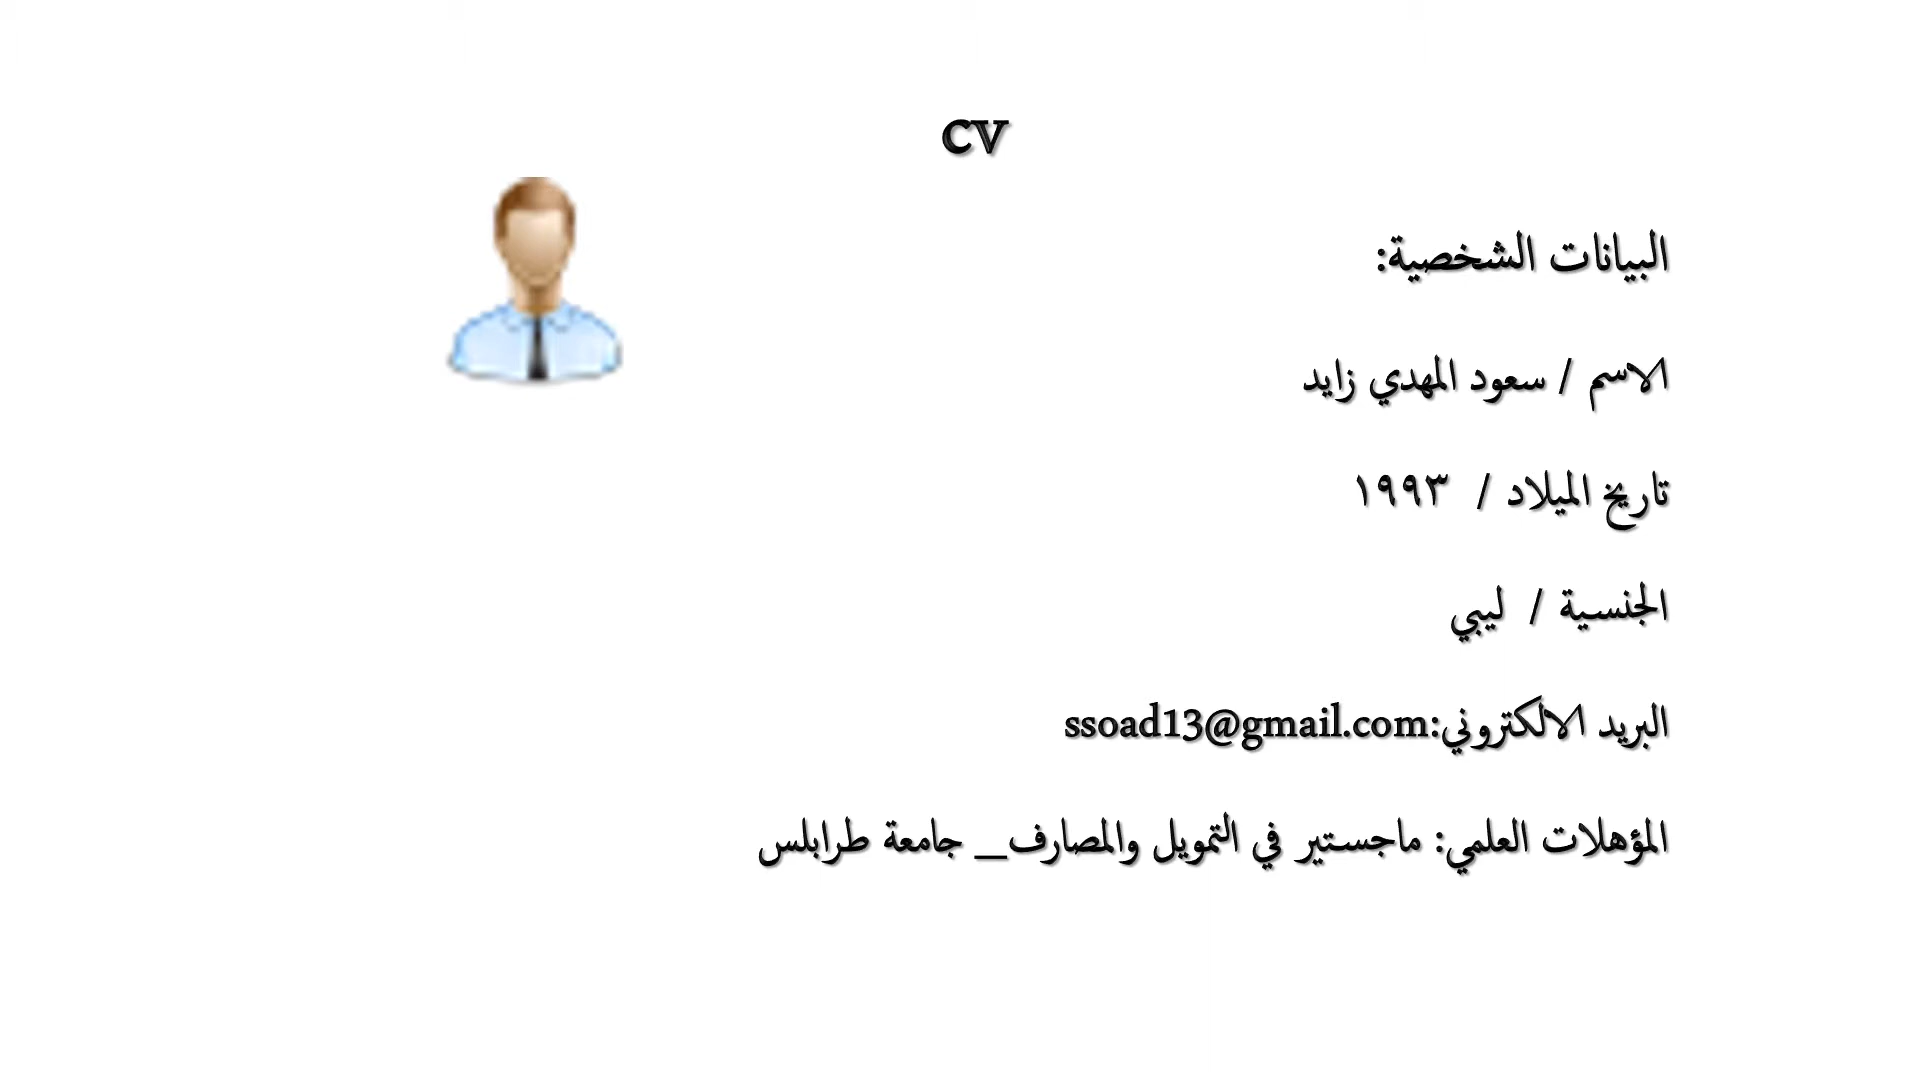 CV
البيانات الشخصية:
الاسم / سعود المهدي زايد
تاريخ الميلاد / ١٩٩٣
الجنسية / ليبي
البريد الالكتروني:ssoad13@gmail.com
المؤهلات العلمي: ماجستير في التمويل والمصارف_ جامعة طرابلس